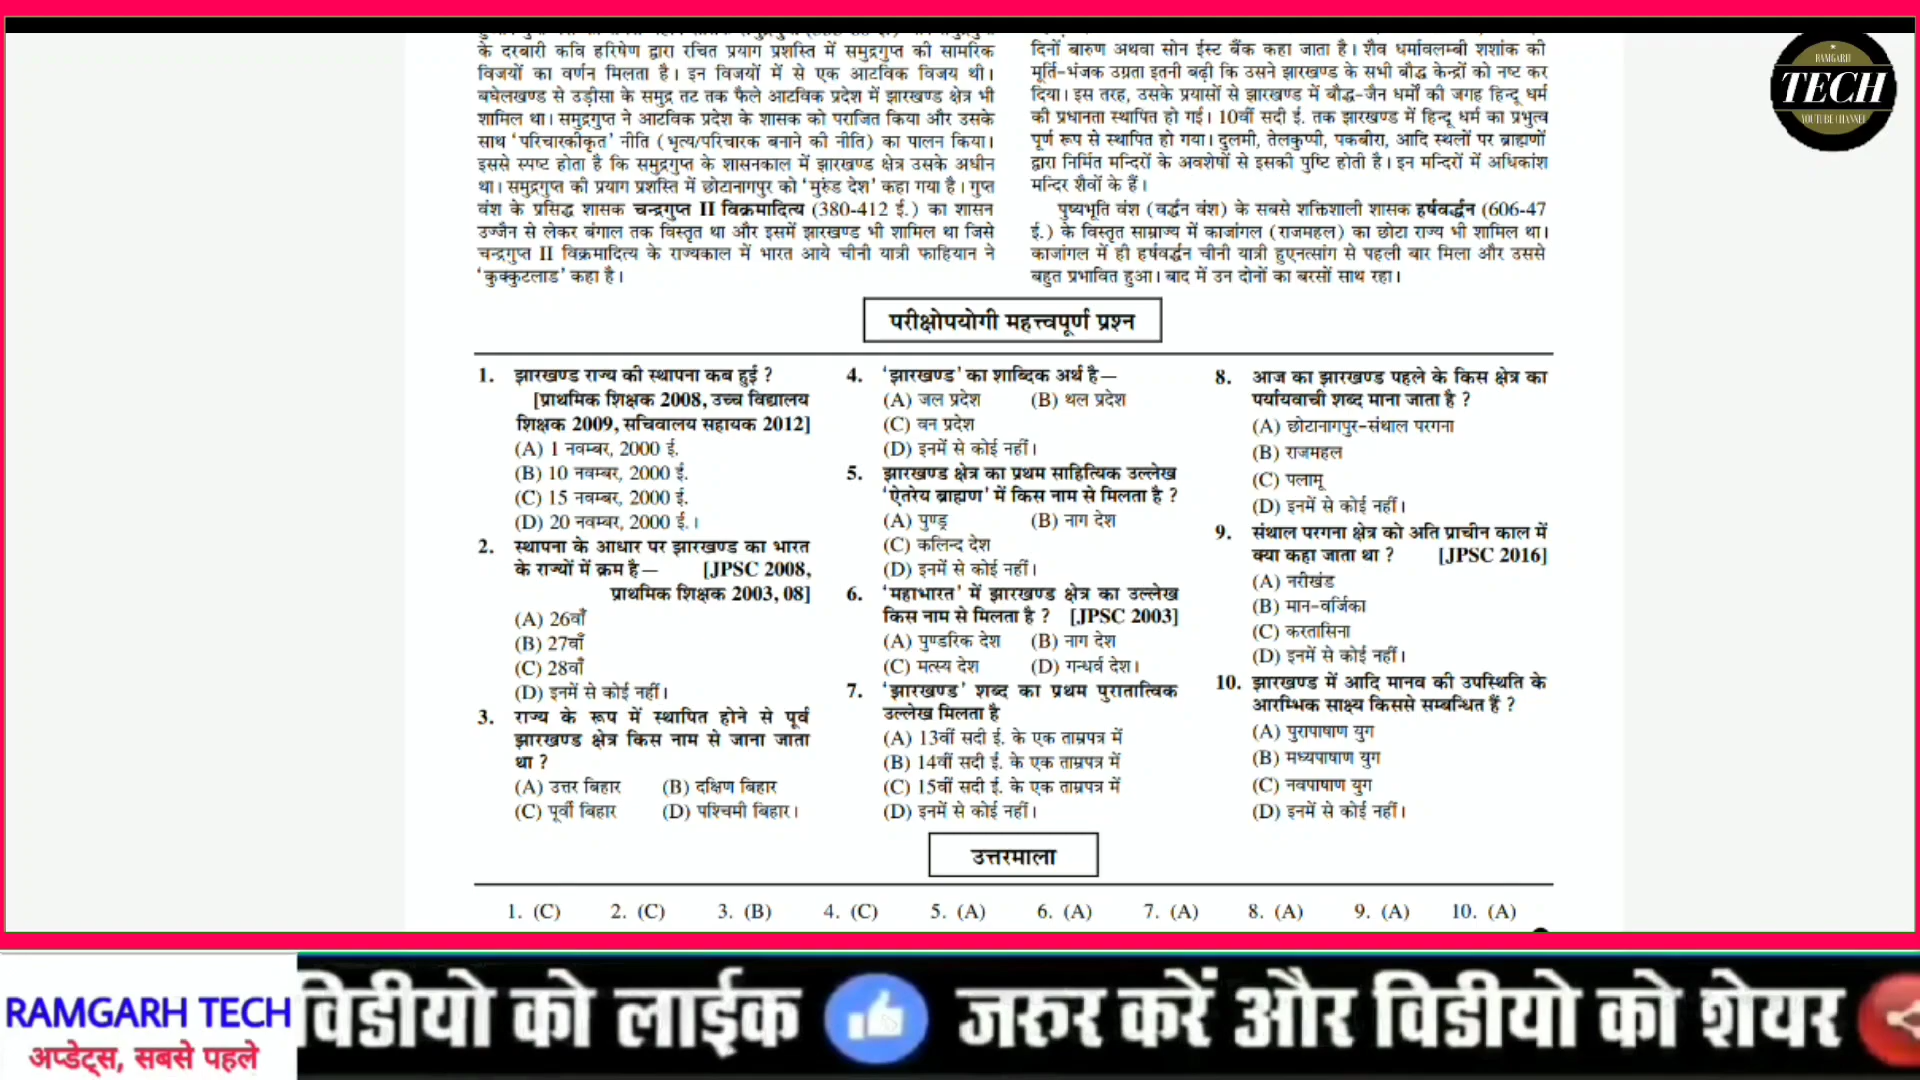 के दरबारी कवि हरिषेण द्वारा रचित प्रयाग प्रशस्ति में समुद्रगुप्त की सामरिक
विजयों का वर्णन मिलता है। इन विजयों में से एक आटविक विजय थी।
बघेलखण्ड से उड़ीसा के समुद्र तट तक फैले आटविक प्रदेश में झारखण्ड क्षेत्र भी
शामिल था। समुद्रगुप्त ने आटविक प्रदेश के शासक को पराजित किया और उसके
साथ ‘परिचारकीकृत’ नीति (भृत्य/परिचारक बनाने की नीति) का पालन किया।
इससे स्पष्ट होता है कि समुद्रगुप्त के शासनकाल में झारखण्ड क्षेत्र उसके अधीन
था। समुद्रगुप्त की प्रयाग प्रशस्ति में छोटानागपुर को ‘मुरुंड देश’ कहा गया है। गुप्त
वंश के प्रसिद्ध शासक चन्द्रगुप्त II विक्रमादित्य (380-412 ई.) का शासन
उज्जैन से लेकर बंगाल तक विस्तृत था और इसमें झारखण्ड भी शामिल था जिसे
चन्द्रगुप्त II विक्रमादित्य के राज्यकाल में भारत आये चीनी यात्री फाहियान ने
‘कुक्कुटलाड’ कहा है।
दिनों बारुण अथवा सोन ईस्ट बैंक कहा जाता है। शैव धर्मावलम्बी शशांक की
मूर्ति-भंजक उग्रता इतनी बढ़ी कि उसने झारखण्ड के सभी बौद्ध केन्द्रों को नष्ट कर
दिया। इस तरह, उसके प्रयासों से झारखण्ड में बौद्ध-जैन धर्मों की जगह हिन्दू धर्म
की प्रधानता स्थापित हो गई। 10वीं सदी ई. तक झारखण्ड में हिन्दू धर्म का प्रभुत्व
पूर्ण रूप से स्थापित हो गया। दुलमी, तेलकुप्पी, पकबीरा, आदि स्थलों पर ब्राह्मणों
द्वारा निर्मित मन्दिरों के अवशेषों से इसकी पुष्टि होती है। इन मन्दिरों में अधिकांश
मन्दिर शैवों के हैं।
पुष्यभूति वंश (वर्द्धन वंश) के सबसे शक्तिशाली शासक हर्षवर्द्धन (606-47
ई.) के विस्तृत साम्राज्य में काजांगल (राजमहल) का छोटा राज्य भी शामिल था।
काजांगल में ही हर्षवर्द्धन चीनी यात्री हुएनत्सांग से पहली बार मिला और उससे
बहुत प्रभावित हुआ। बाद में उन दोनों का बरसों साथ रहा।
RAMGARH
TECH
YOUTUBE CHANNEL
परीक्षोपयोगी महत्त्वपूर्ण प्रश्न
1. झारखण्ड राज्य की स्थापना कब हुई ?
[प्राथमिक शिक्षक 2008, उच्च विद्यालय
शिक्षक 2009, सचिवालय सहायक 2012]
(A) 1 नवम्बर, 2000 ई.
(B) 10 नवम्बर, 2000 ई.
(C) 15 नवम्बर, 2000 ई.
(D) 20 नवम्बर, 2000 ई.।
2. स्थापना के आधार पर झारखण्ड का भारत
के राज्यों में क्रम है— [JPSC 2008,
प्राथमिक शिक्षक 2003, 08]
(A) 26वाँ
(B) 27वाँ
(C) 28वाँ
(D) इनमें से कोई नहीं।
3. राज्य के रूप में स्थापित होने से पूर्व
झारखण्ड क्षेत्र किस नाम से जाना जाता
था ?
(A) उत्तर बिहार (B) दक्षिण बिहार
(C) पूर्वी बिहार (D) पश्चिमी बिहार।
4. ‘झारखण्ड’ का शाब्दिक अर्थ है—
(A) जल प्रदेश (B) थल प्रदेश
(C) वन प्रदेश
(D) इनमें से कोई नहीं।
5. झारखण्ड क्षेत्र का प्रथम साहित्यिक उल्लेख
‘ऐतरेय ब्राह्मण’ में किस नाम से मिलता है ?
(A) पुण्ड्र (B) नाग देश
(C) कलिन्द देश
(D) इनमें से कोई नहीं।
6. ‘महाभारत’ में झारखण्ड क्षेत्र का उल्लेख
किस नाम से मिलता है ? [JPSC 2003]
(A) पुण्डरिक देश (B) नाग देश
(C) मत्स्य देश (D) गन्धर्व देश।
7. ‘झारखण्ड’ शब्द का प्रथम पुरातात्विक
उल्लेख मिलता है
(A) 13वीं सदी ई. के एक ताम्रपत्र में
(B) 14वीं सदी ई. के एक ताम्रपत्र में
(C) 15वीं सदी ई. के एक ताम्रपत्र में
(D) इनमें से कोई नहीं।
8. आज का झारखण्ड पहले के किस क्षेत्र का
पर्यायवाची शब्द माना जाता है ?
(A) छोटानागपुर-संथाल परगना
(B) राजमहल
(C) पलामू
(D) इनमें से कोई नहीं।
9. संथाल परगना क्षेत्र को अति प्राचीन काल में
क्या कहा जाता था ? [JPSC 2016]
(A) नरीखंड
(B) मान-वर्जिका
(C) करतासिना
(D) इनमें से कोई नहीं।
10. झारखण्ड में आदि मानव की उपस्थिति के
आरम्भिक साक्ष्य किससे सम्बन्धित हैं ?
(A) पुरापाषाण युग
(B) मध्यपाषाण युग
(C) नवपाषाण युग
(D) इनमें से कोई नहीं।
उत्तरमाला
1. (C) 2. (C) 3. (B) 4. (C) 5. (A) 6. (A) 7. (A) 8. (A) 9. (A) 10. (A)
RAMGARH TECH
अप्डेट्स, सबसे पहले
विडीयो को लाईक जरुर करें और विडीयो को शेयर